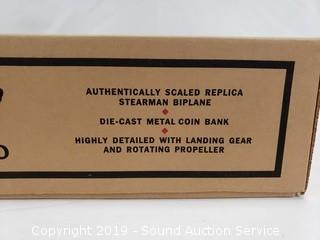 AUTHENTICALLY SCALED REPLICA
STEARMAN BIPLANE
DIE-CAST METAL COIN BANK
HIGHLY DETAILED WITH LANDING GEAR
AND ROTATING PROPELLER
Copyright 2019 - Sound Auction Service